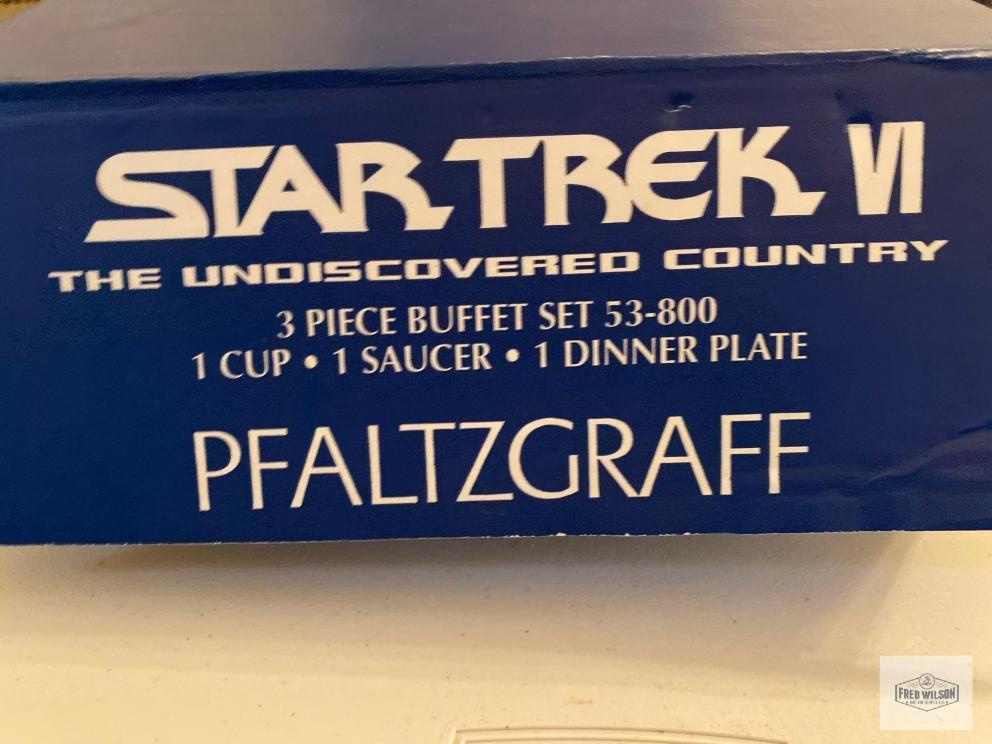 STAR TREK VI
THE UNDISCOVERED COUNTRY
3 PIECE BUFFET SET 53-800
1 CUP • 1 SAUCER • 1 DINNER PLATE
PFALTZGRAFF
FRED WILSON